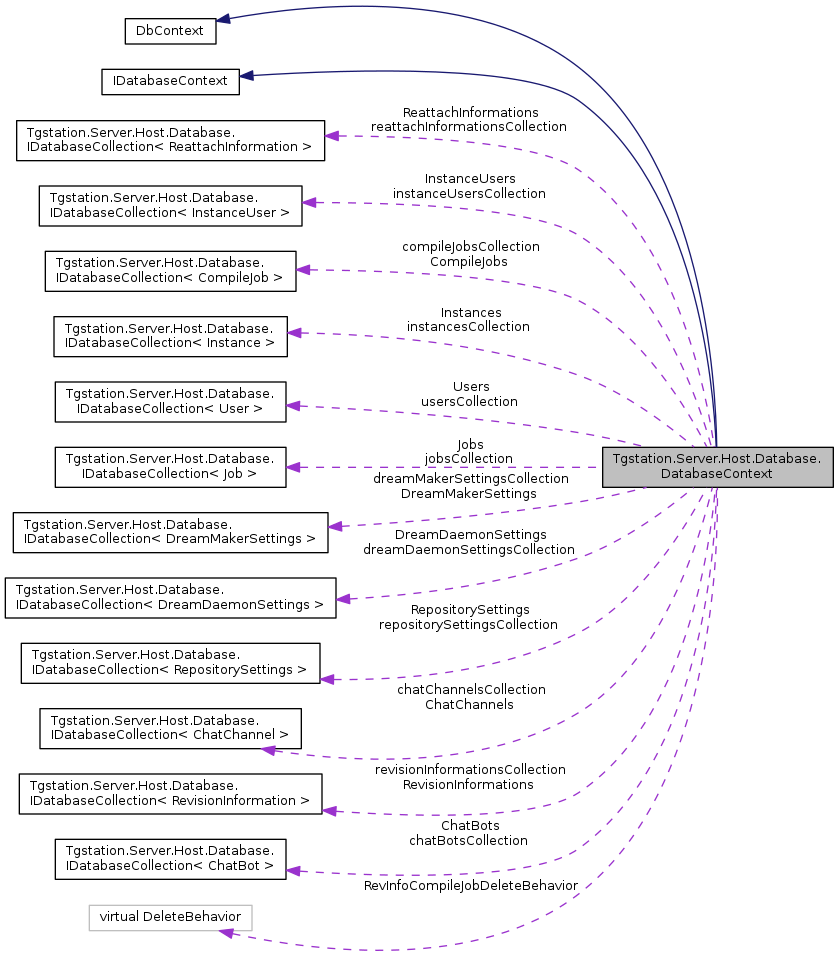 DbContext
IDatabaseContext
Tgstation.Server.Host.Database.
IDatabaseCollection< ReattachInformation >
ReattachInformations
reattachInformationsCollection
Tgstation.Server.Host.Database.
IDatabaseCollection< InstanceUser >
InstanceUsers
instanceUsersCollection
Tgstation.Server.Host.Database.
IDatabaseCollection< CompileJob >
compileJobsCollection
CompileJobs
Tgstation.Server.Host.Database.
IDatabaseCollection< Instance >
Instances
instancesCollection
Tgstation.Server.Host.Database.
IDatabaseCollection< User >
Users
usersCollection
Tgstation.Server.Host.Database.
IDatabaseCollection< Job >
Jobs
jobsCollection
Tgstation.Server.Host.Database.
DatabaseContext
Tgstation.Server.Host.Database.
IDatabaseCollection< DreamMakerSettings >
dreamMakerSettingsCollection
DreamMakerSettings
Tgstation.Server.Host.Database.
IDatabaseCollection< DreamDaemonSettings >
DreamDaemonSettings
dreamDaemonSettingsCollection
Tgstation.Server.Host.Database.
IDatabaseCollection< RepositorySettings >
RepositorySettings
repositorySettingsCollection
Tgstation.Server.Host.Database.
IDatabaseCollection< ChatChannel >
chatChannelsCollection
ChatChannels
Tgstation.Server.Host.Database.
IDatabaseCollection< RevisionInformation >
revisionInformationsCollection
RevisionInformations
Tgstation.Server.Host.Database.
IDatabaseCollection< ChatBot >
ChatBots
chatBotsCollection
virtual DeleteBehavior
RevInfoCompileJobDeleteBehavior